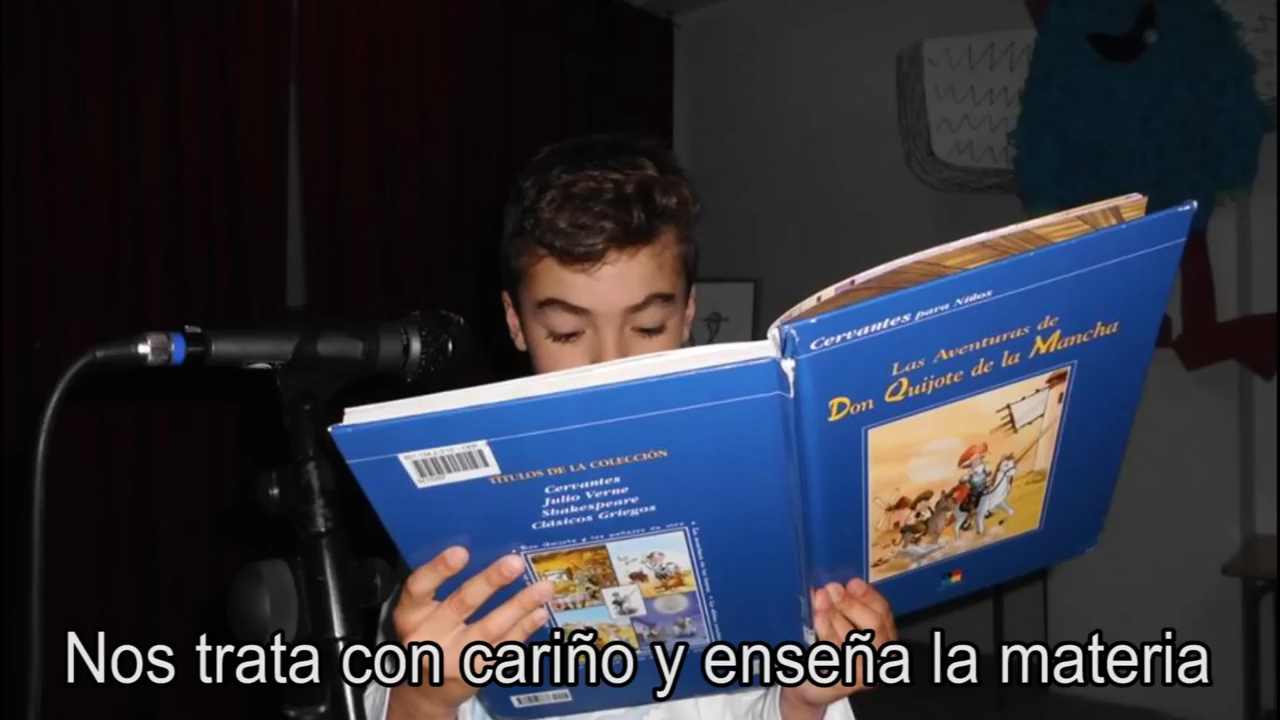 Cervantes para Niños
Las Aventuras de
Don Quijote de la Mancha
TÍTULOS DE LA COLECCIÓN
Cervantes
Julio Verne
Shakespeare
Clásicos Griegos
Nos trata con cariño y enseña la materia